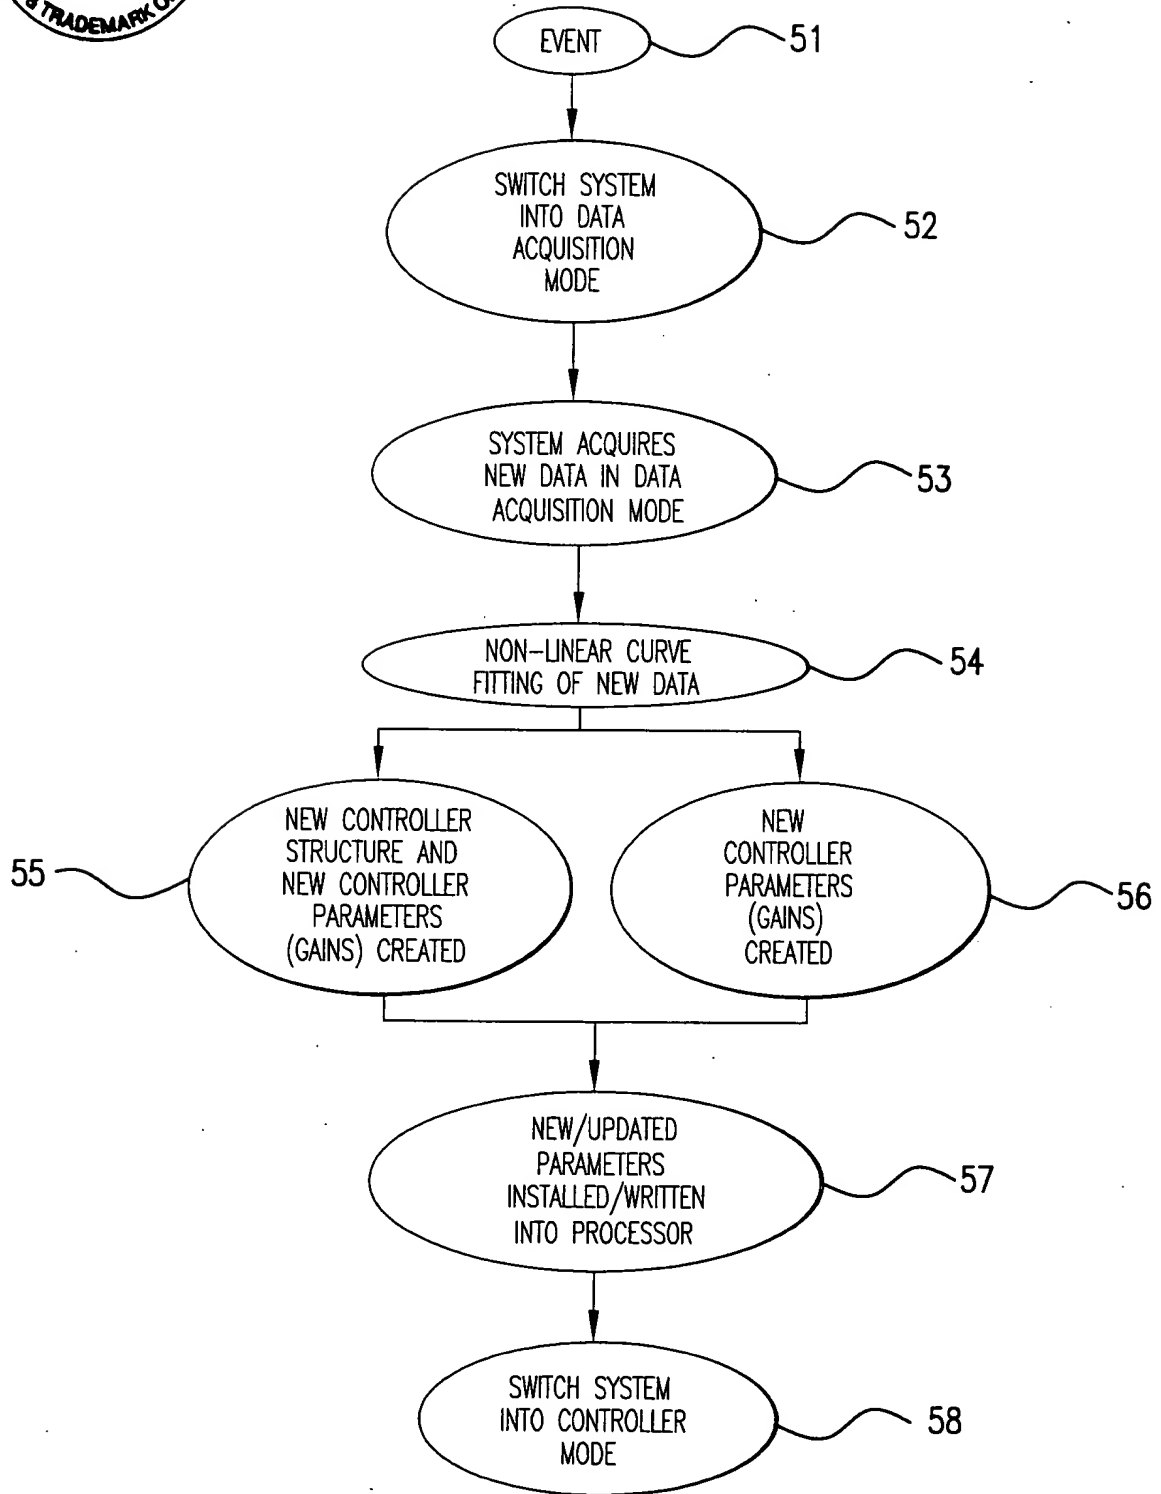 & TRADEMARK
EVENT
51
SWITCH SYSTEM
INTO DATA
ACQUISITION
MODE
52
SYSTEM ACQUIRES
NEW DATA IN DATA
ACQUISITION MODE
53
NON-LINEAR CURVE
FITTING OF NEW DATA
54
55
NEW CONTROLLER
STRUCTURE AND
NEW CONTROLLER
PARAMETERS
(GAINS) CREATED
NEW
CONTROLLER
PARAMETERS
(GAINS)
CREATED
56
NEW/UPDATED
PARAMETERS
INSTALLED/WRITTEN
INTO PROCESSOR
57
SWITCH SYSTEM
INTO CONTROLLER
MODE
58